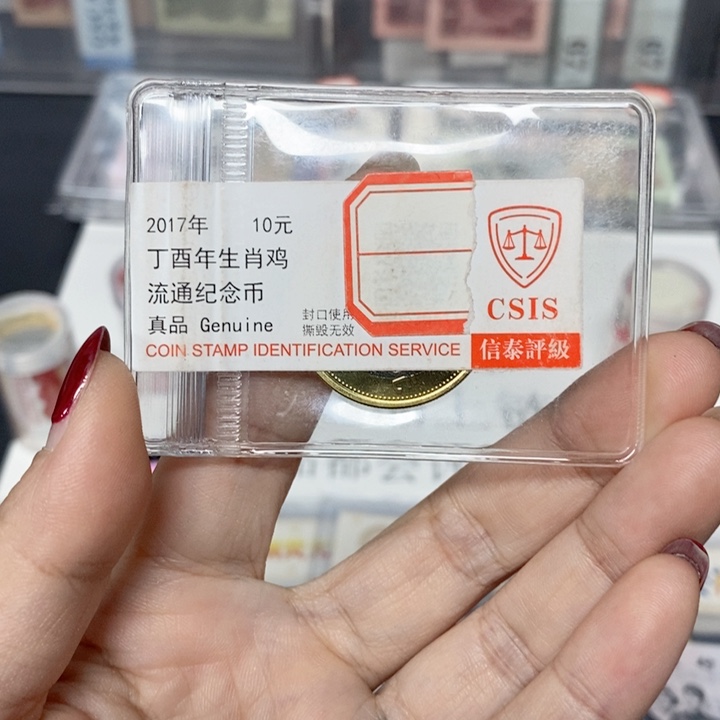 2017年 10元
丁酉年生肖鸡
流通纪念币
真品 Genuine
封口使用
撕毁无效
COIN STAMP IDENTIFICATION SERVICE
CSIS
信泰評級